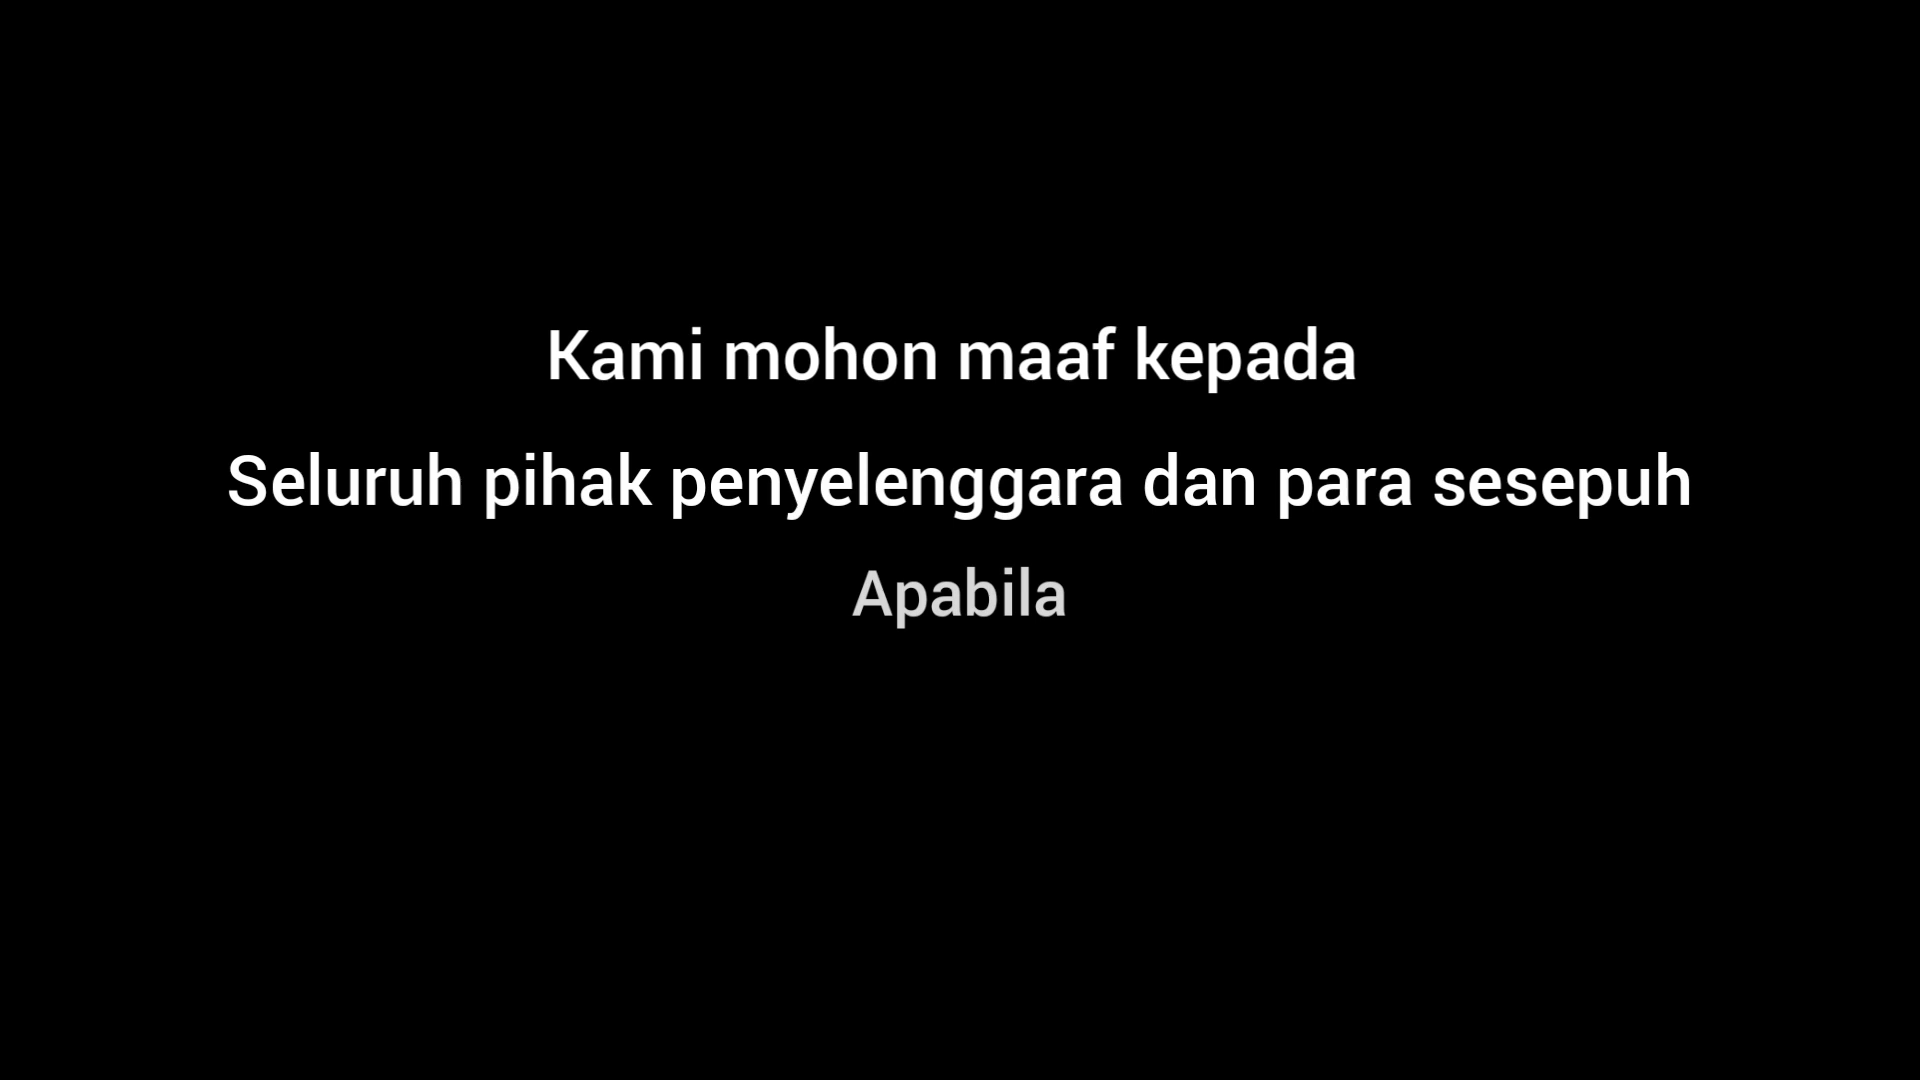 Kami mohon maaf kepada
Seluruh pihak penyelenggara dan para sesepuh
Apabila